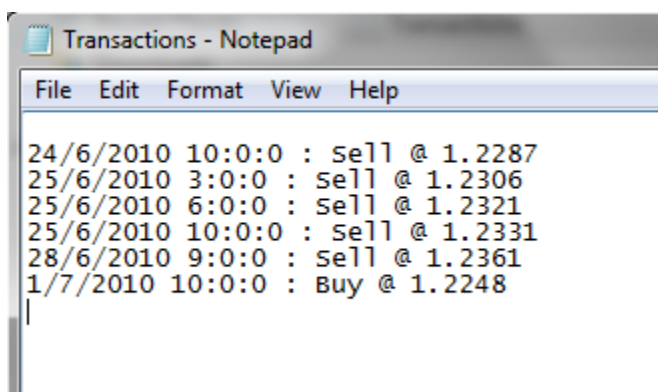 Transactions - Notepad
File Edit Format View Help
24/6/2010 10:0:0 : Sell @ 1.2287
25/6/2010 3:0:0 : Sell @ 1.2306
25/6/2010 6:0:0 : Sell @ 1.2321
25/6/2010 10:0:0 : Sell @ 1.2331
28/6/2010 9:0:0 : Sell @ 1.2361
1/7/2010 10:0:0 : Buy @ 1.2248